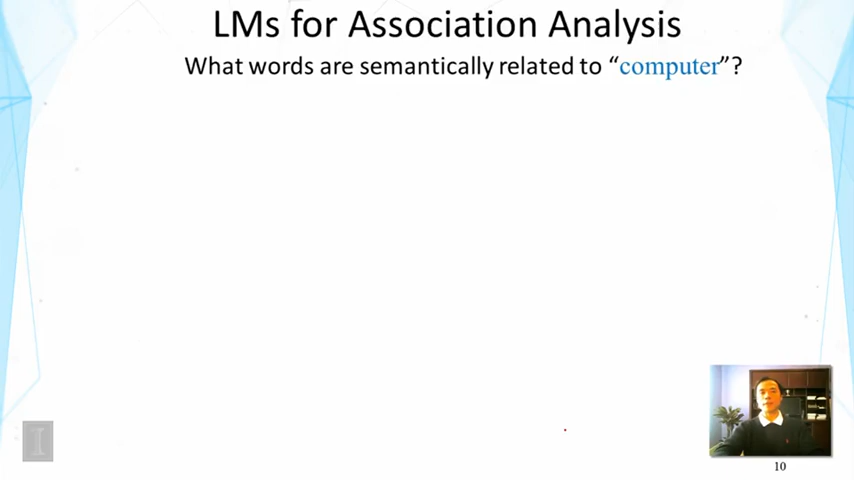 LMs for Association Analysis
What words are semantically related to “computer”?
I
10